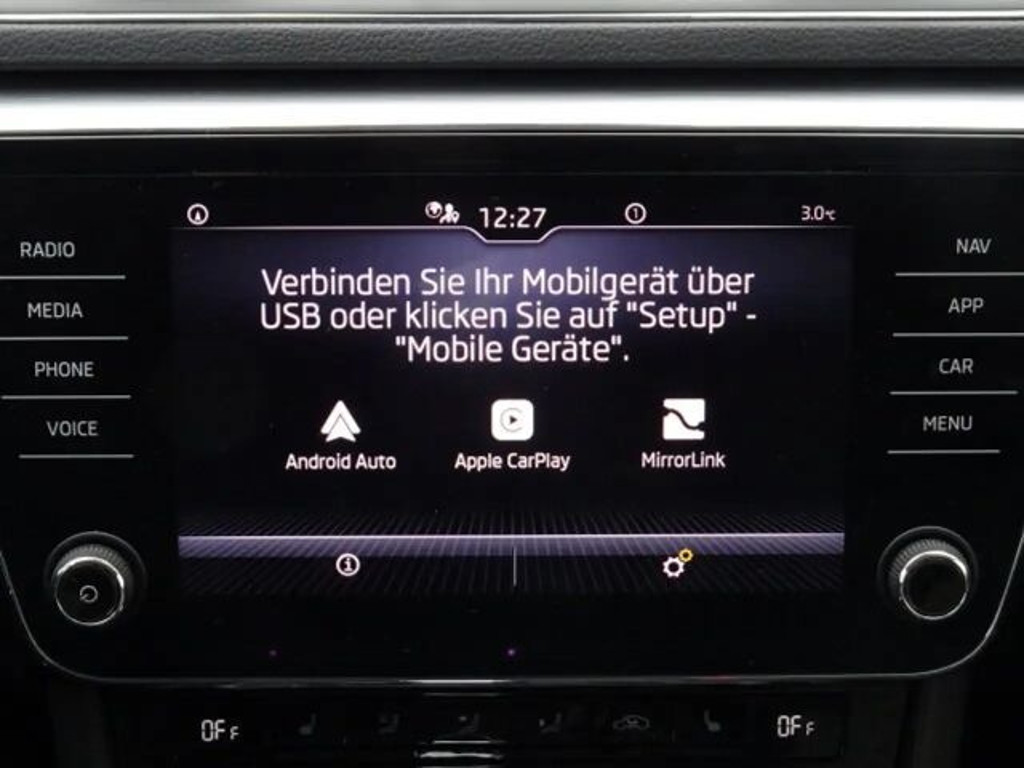 12:27
1
3.0°C
RADIO
MEDIA
PHONE
VOICE
Verbinden Sie Ihr Mobilgerät über
USB oder klicken Sie auf "Setup" -
"Mobile Geräte".
Android Auto
Apple CarPlay
MirrorLink
NAV
APP
CAR
MENU
OFF
OFF